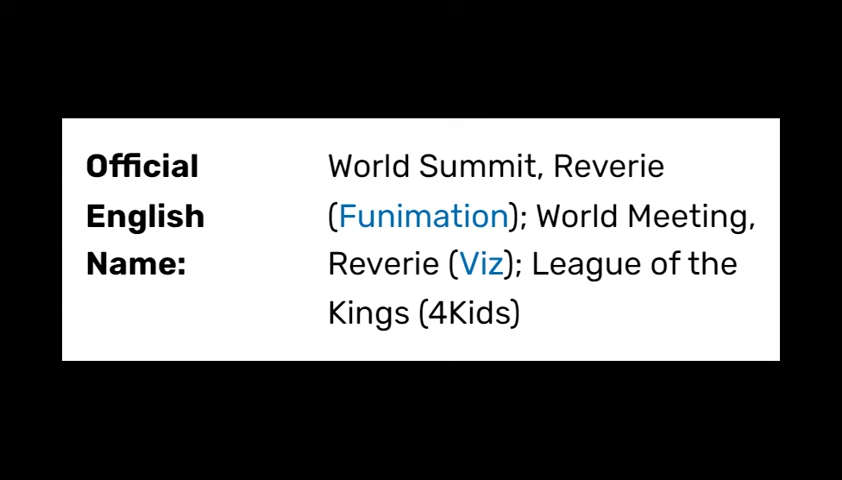 Official
English
Name:
World Summit, Reverie
(Funimation); World Meeting,
Reverie (Viz); League of the
Kings (4Kids)